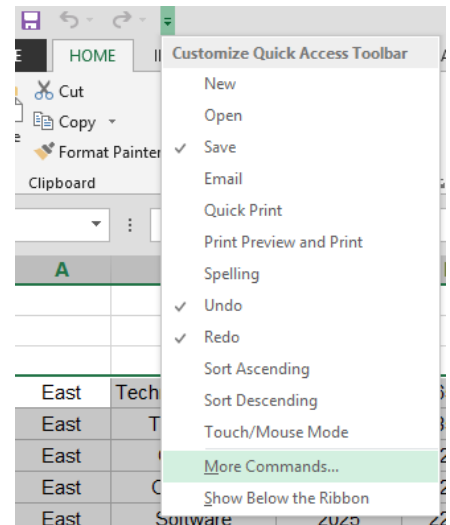 HOME
Customize Quick Access Toolbar
Cut
Copy
Format Painter
Clipboard
New
Open
Save
Email
Quick Print
Print Preview and Print
Spelling
Undo
Redo
Sort Ascending
Sort Descending
Touch/Mouse Mode
More Commands...
Show Below the Ribbon
A
East
East
East
East
East Software 2025